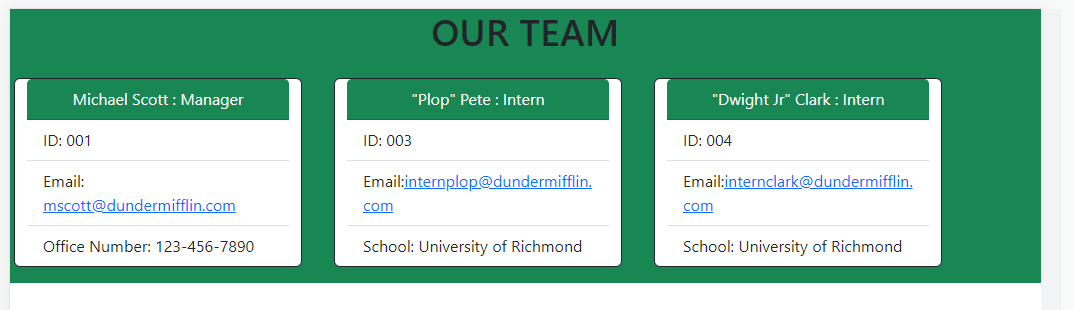 OUR TEAM
Michael Scott : Manager
ID: 001
Email:
mscott@dundermifflin.com
Office Number: 123-456-7890
"Plop" Pete : Intern
ID: 003
Email:internplop@dundermifflin.
com
School: University of Richmond
"Dwight Jr" Clark : Intern
ID: 004
Email:internclark@dundermifflin.
com
School: University of Richmond